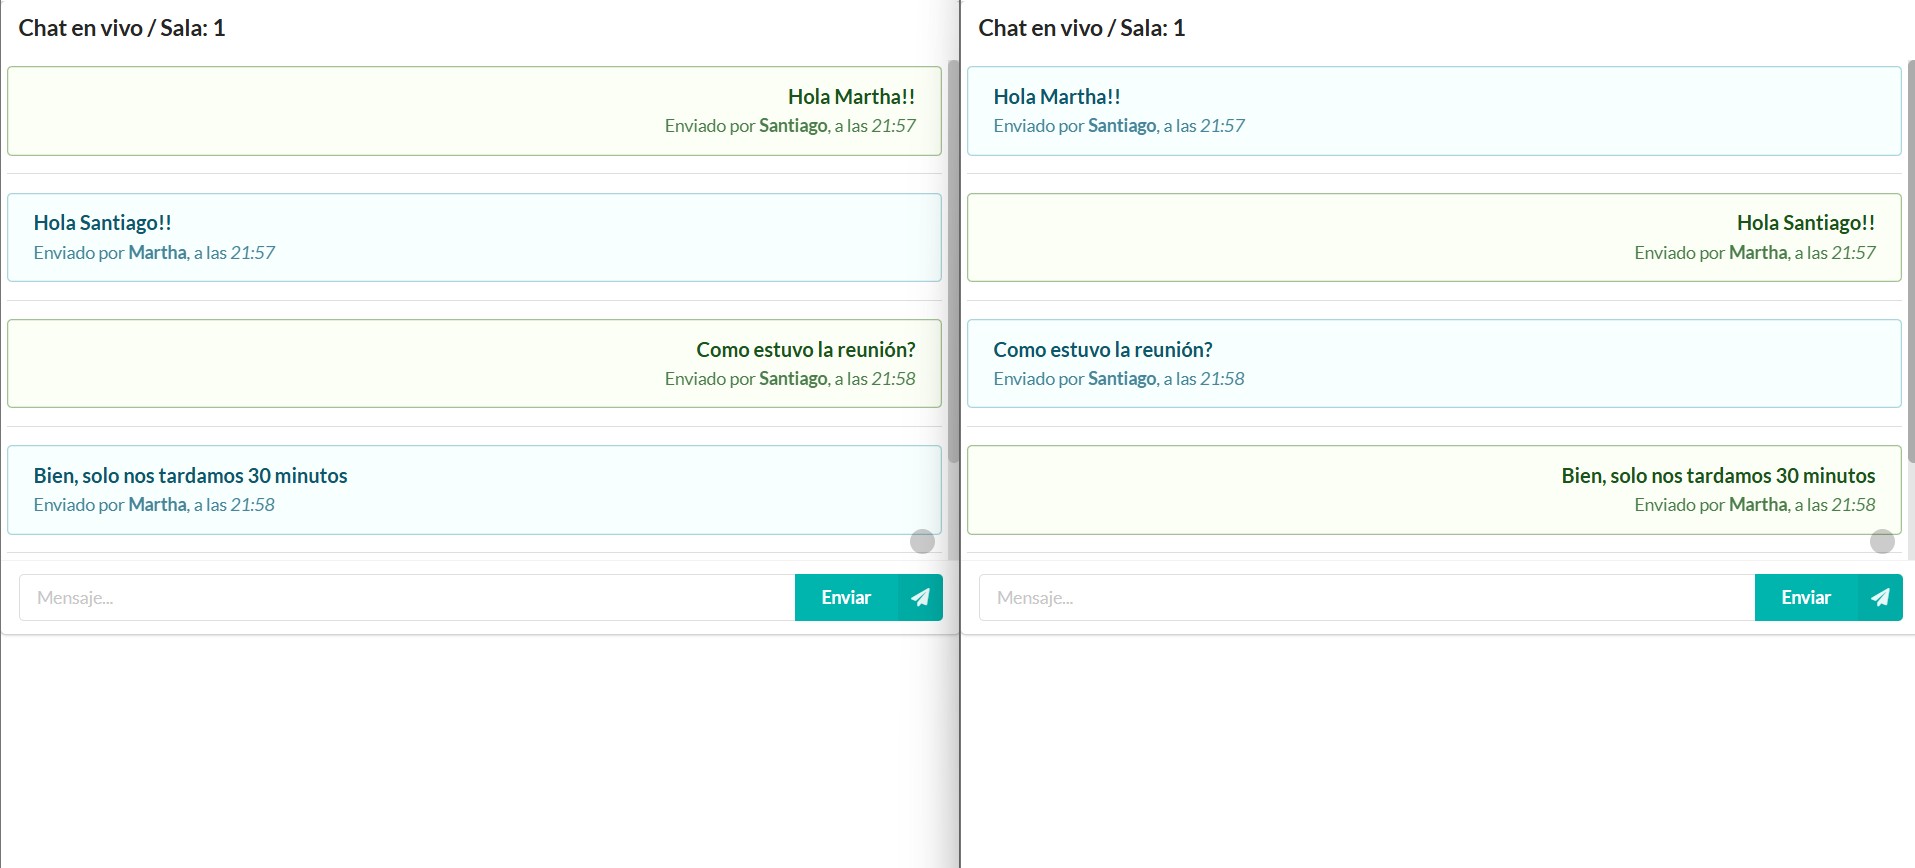 Chat en vivo / Sala: 1
Hola Martha!!
Enviado por Santiago, a las 21:57
Hola Santiago!!
Enviado por Martha, a las 21:57
Como estuvo la reunión?
Enviado por Santiago, a las 21:58
Bien, solo nos tardamos 30 minutos
Enviado por Martha, a las 21:58
Mensaje...
Enviar
Chat en vivo / Sala: 1
Hola Martha!!
Enviado por Santiago, a las 21:57
Hola Santiago!!
Enviado por Martha, a las 21:57
Como estuvo la reunión?
Enviado por Santiago, a las 21:58
Bien, solo nos tardamos 30 minutos
Enviado por Martha, a las 21:58
Mensaje...
Enviar